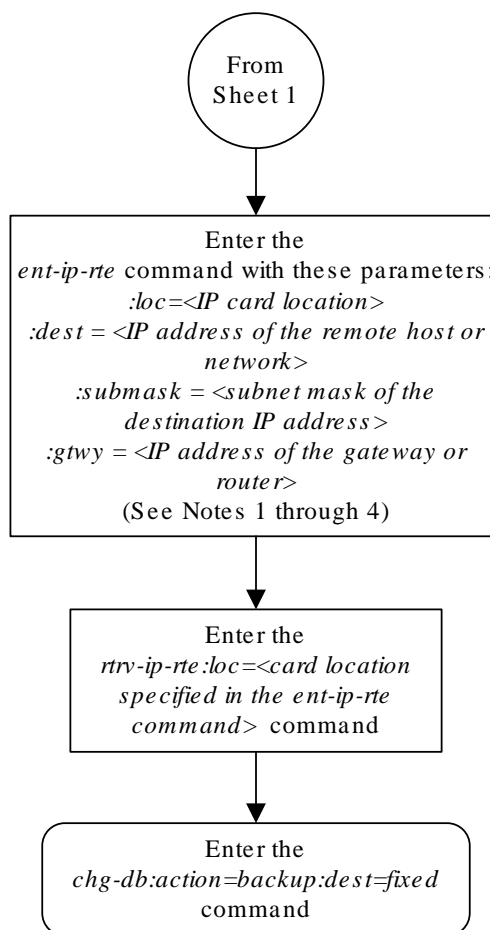 From
Sheet 1
Enter the
ent-ip-rte command with these parameters:
:loc=<IP card location>
:dest = <IP address of the remote host or
network>
:submask = <subnet mask of the
destination IP address>
:gtwy = <IP address of the gateway or
router>
(See Notes 1 through 4)
Enter the
rtrv-ip-rte:loc=<card location
specified in the ent-ip-rte
command> command
Enter the
chg-db:action=backup:dest=fixed
command